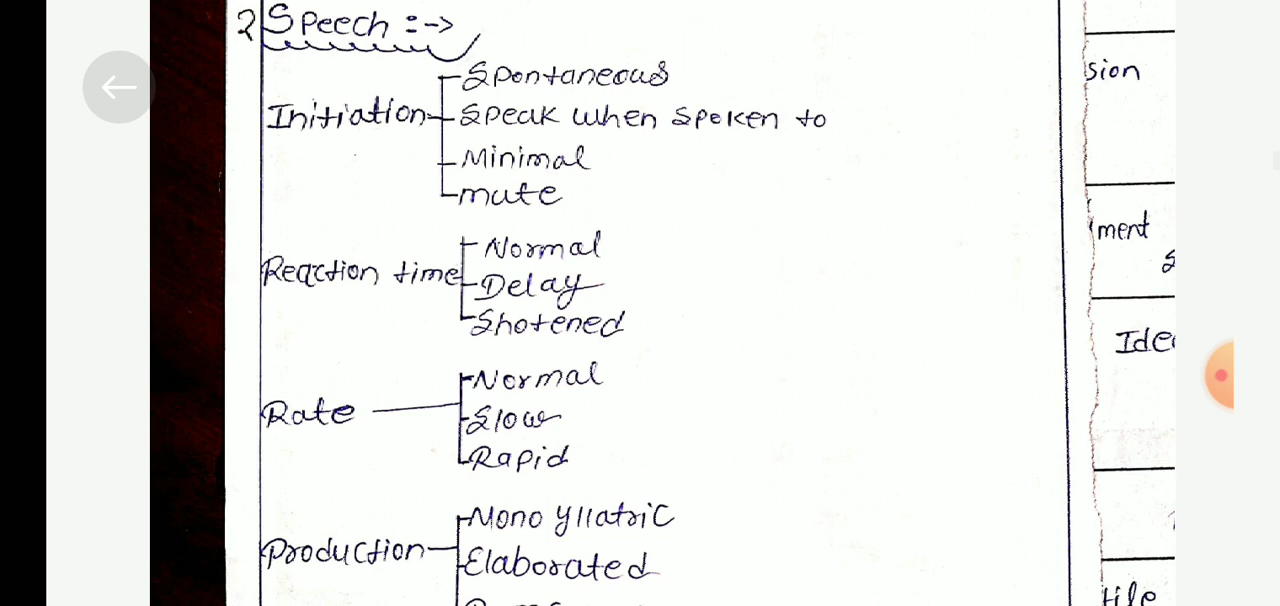 2 Speech :->
Initiation
Spontaneous
Speak when spoken to
Minimal
mute
Reaction time
Normal
Delay
Shotened
Rate
Normal
Slow
Rapid
Production
Mono yllatric
Elaborated
sion
ment
Ide
tile